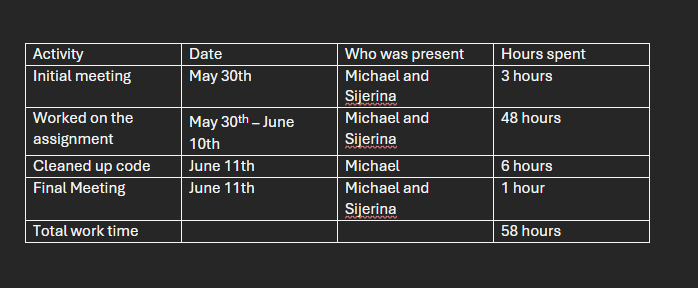 Activity Date Who was present Hours spent
Initial meeting May 30th Michael and 3 hours
Sijerina
Worked on the May 30th – June Michael and 48 hours
assignment 10th Sijerina
Cleaned up code June 11th Michael 6 hours
Final Meeting June 11th Michael and 1 hour
Sijerina
Total work time 58 hours